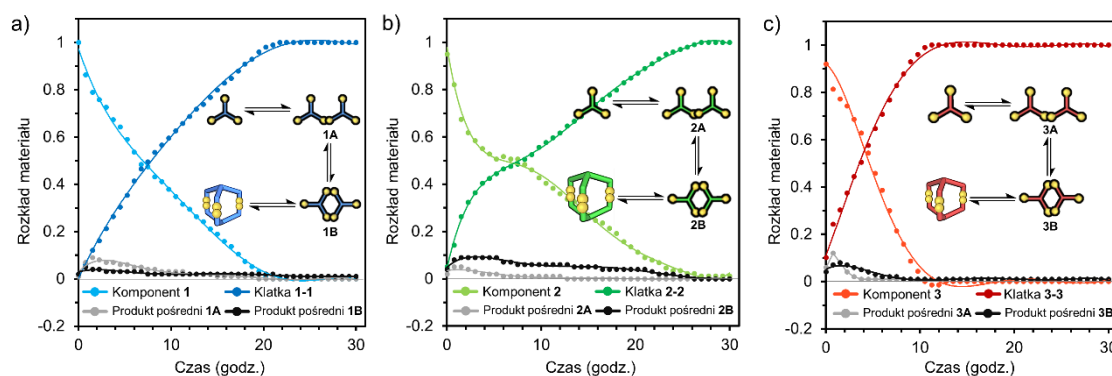 a)
Rozkład materiału
1
0.8
0.6
0.4
0.2
0
-0.2
1A
1B
Komponent 1
Klatka 1-1
Produkt pośredni 1A
Produkt pośredni 1B
0 10 20 30
Czas (godz.)
b)
Rozkład materiału
1
0.8
0.6
0.4
0.2
0
-0.2
2A
2B
Komponent 2
Klatka 2-2
Produkt pośredni 2A
Produkt pośredni 2B
0 10 20 30
Czas (godz.)
c)
Rozkład materiału
1
0.8
0.6
0.4
0.2
0
-0.2
3A
3B
Komponent 3
Klatka 3-3
Produkt pośredni 3A
Produkt pośredni 3B
0 10 20 30
Czas (godz.)